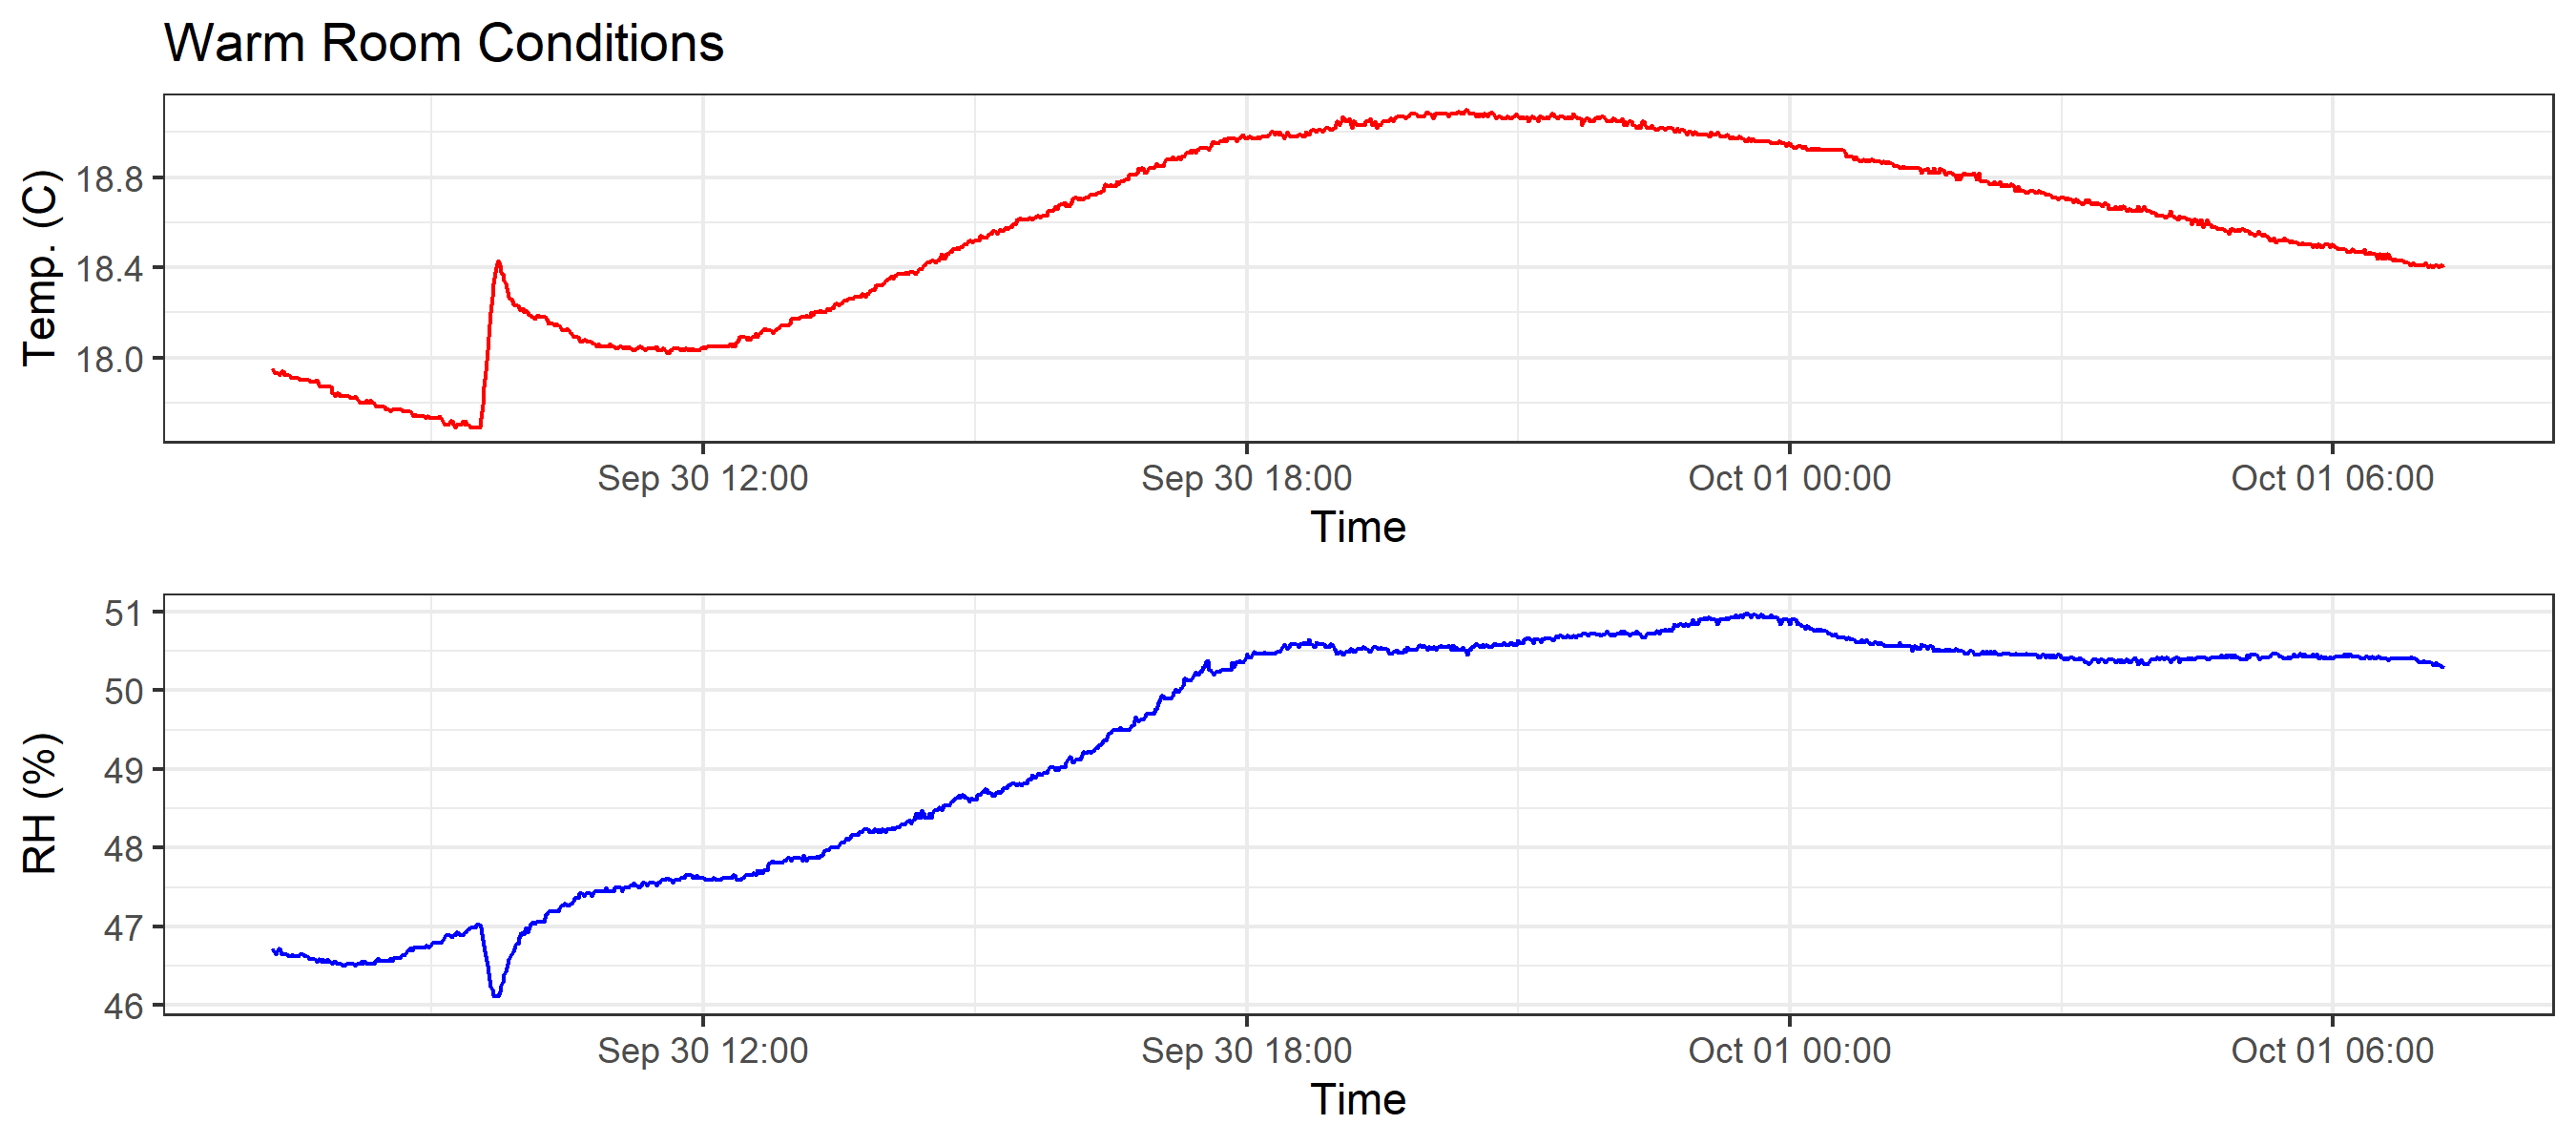 Warm Room Conditions
Temp. (C)
18.8
18.4
18.0
Sep 30 12:00 Sep 30 18:00 Oct 01 00:00 Oct 01 06:00
Time
RH (%)
51
50
49
48
47
46
Sep 30 12:00 Sep 30 18:00 Oct 01 00:00 Oct 01 06:00
Time